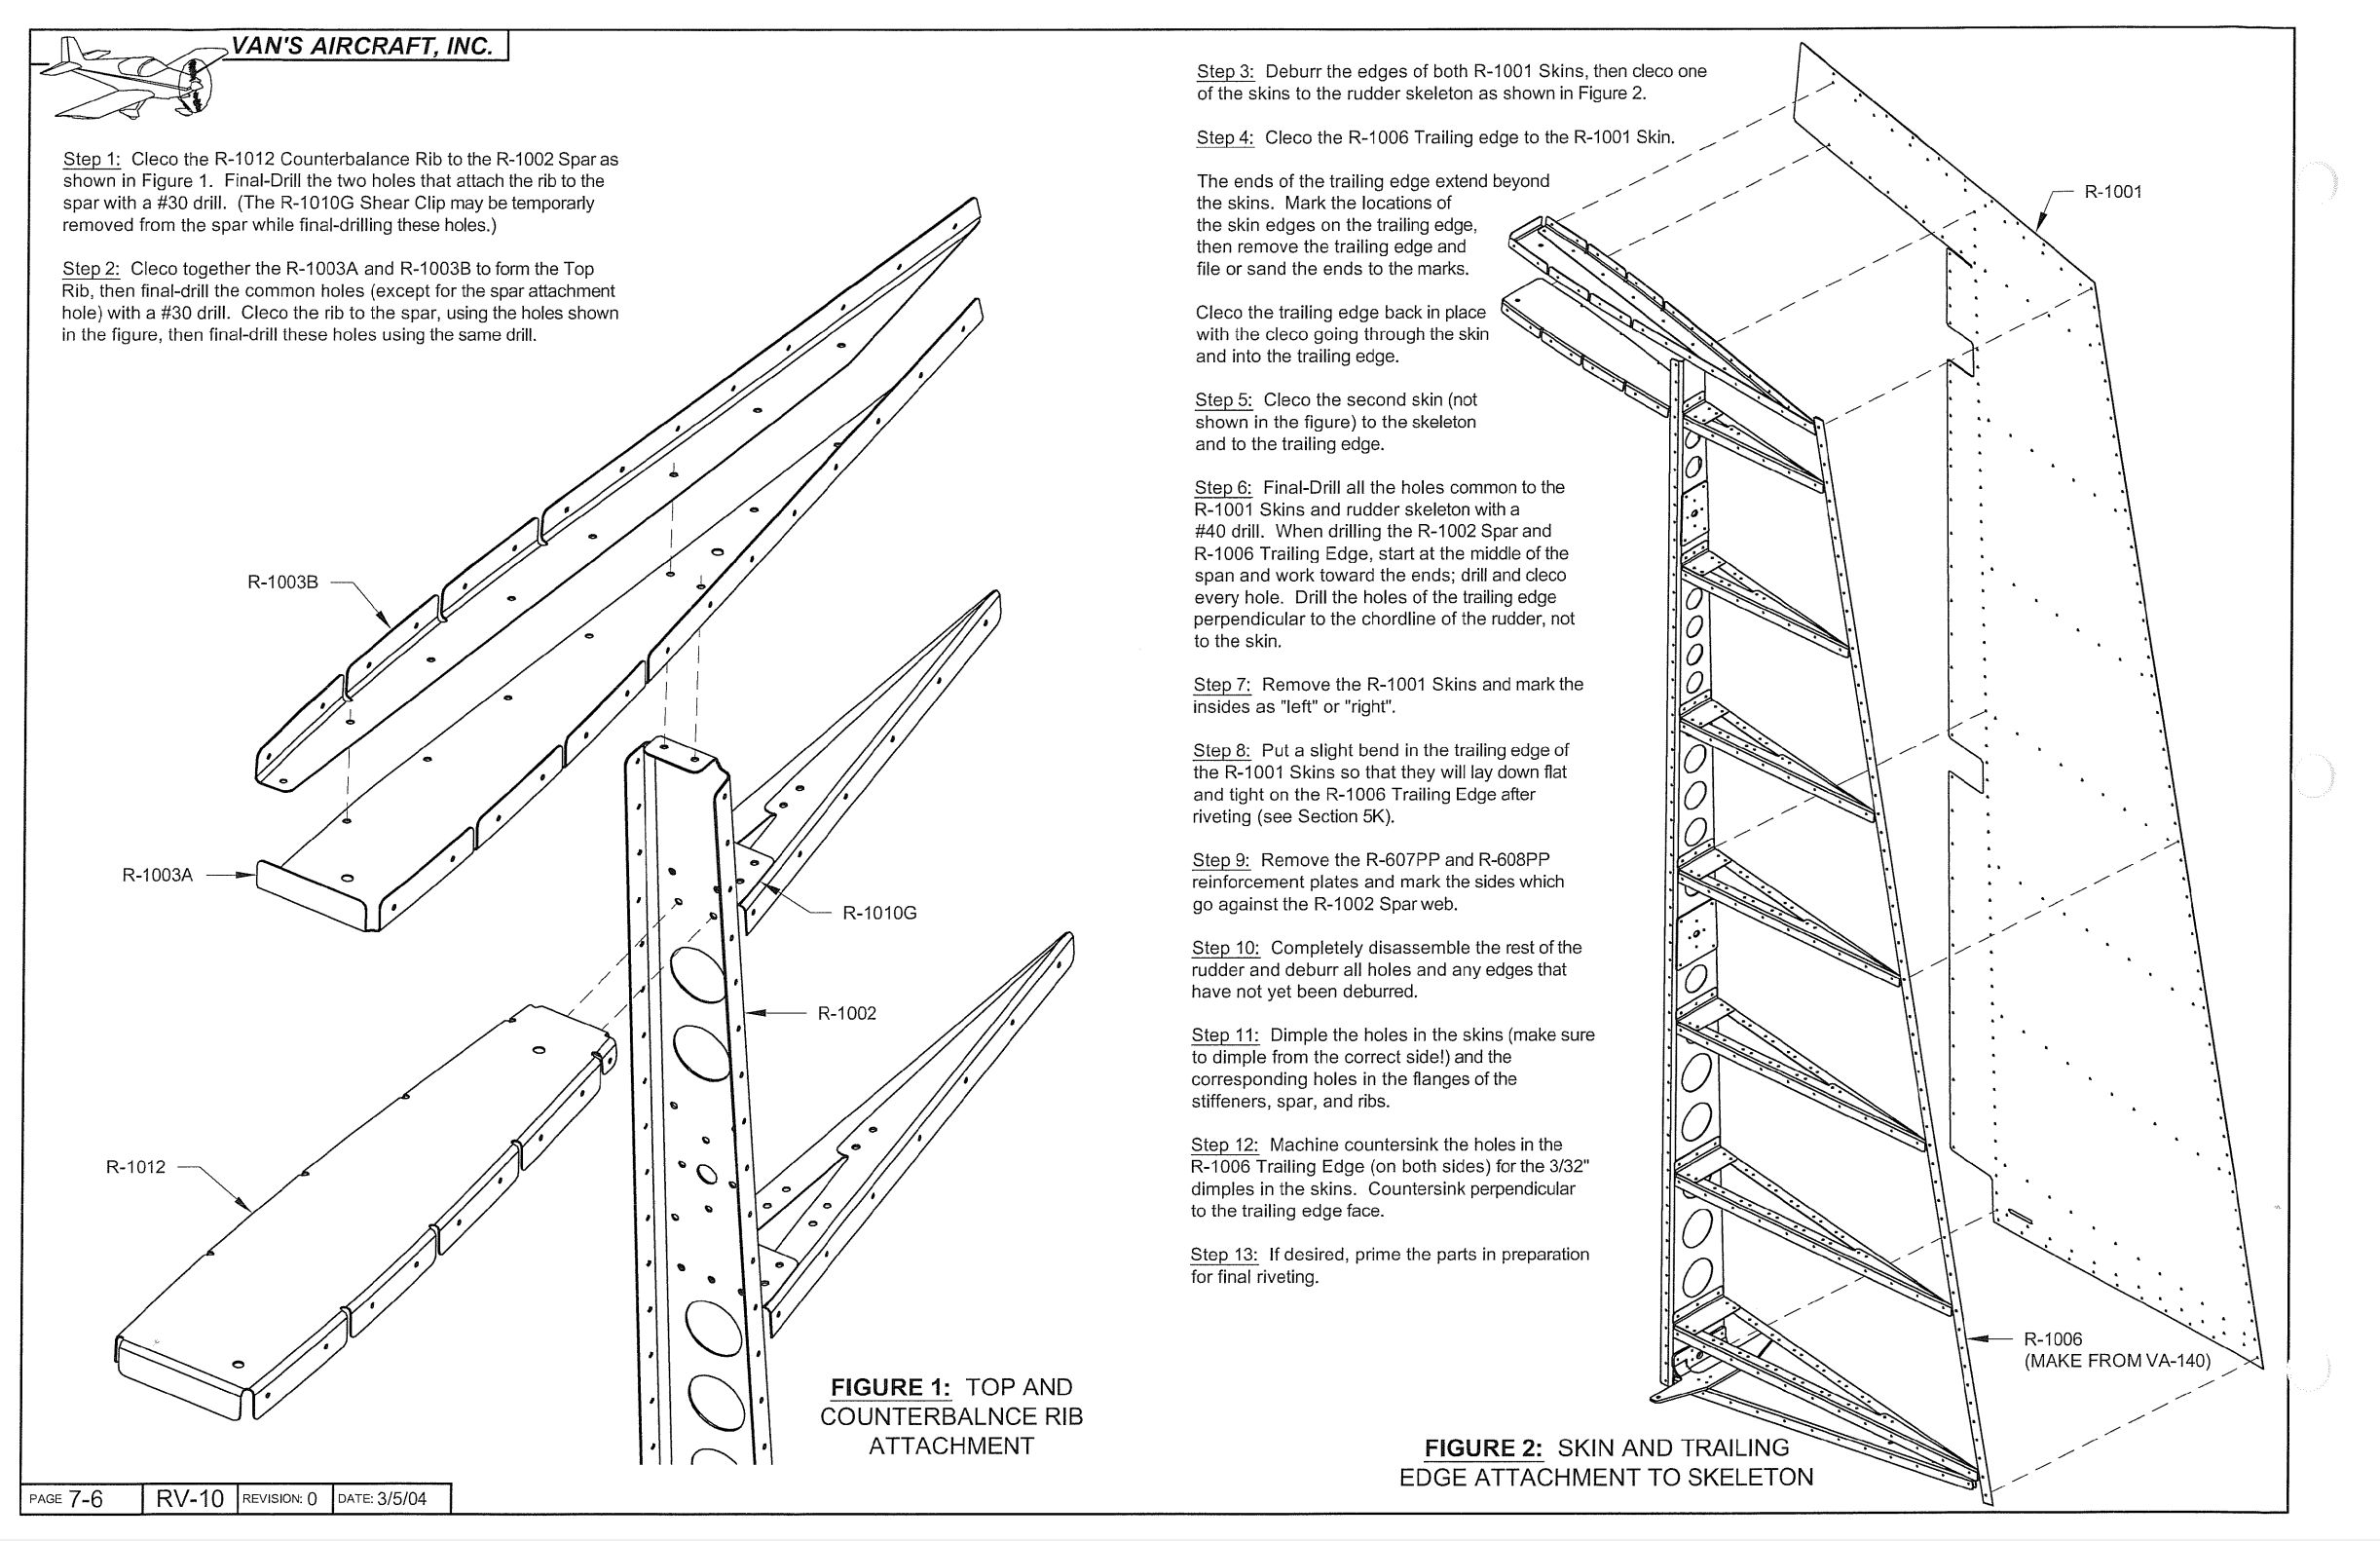 VAN'S AIRCRAFT, INC.
Step 1: Cleco the R-1012 Counterbalance Rib to the R-1002 Spar as
shown in Figure 1. Final-Drill the two holes that attach the rib to the
spar with a #30 drill. (The R-1010G Shear Clip may be temporarly
removed from the spar while final-drilling these holes.)
Step 2: Cleco together the R-1003A and R-1003B to form the Top
Rib, then final-drill the common holes (except for the spar attachment
hole) with a #30 drill. Cleco the rib to the spar, using the holes shown
in the figure, then final-drill these holes using the same drill.
R-1003B
R-1003A
R-1010G
R-1002
R-1012
FIGURE 1: TOP AND
COUNTERBALNCE RIB
ATTACHMENT
Step 3: Deburr the edges of both R-1001 Skins, then cleco one
of the skins to the rudder skeleton as shown in Figure 2.
Step 4: Cleco the R-1006 Trailing edge to the R-1001 Skin.
The ends of the trailing edge extend beyond
the skins. Mark the locations of
the skin edges on the trailing edge,
then remove the trailing edge and
file or sand the ends to the marks.
Cleco the trailing edge back in place
with the cleco going through the skin
and into the trailing edge.
Step 5: Cleco the second skin (not
shown in the figure) to the skeleton
and to the trailing edge.
Step 6: Final-Drill all the holes common to the
R-1001 Skins and rudder skeleton with a
#40 drill. When drilling the R-1002 Spar and
R-1006 Trailing Edge, start at the middle of the
span and work toward the ends; drill and cleco
every hole. Drill the holes of the trailing edge
perpendicular to the chordline of the rudder, not
to the skin.
Step 7: Remove the R-1001 Skins and mark the
insides as "left" or "right".
Step 8: Put a slight bend in the trailing edge of
the R-1001 Skins so that they will lay down flat
and tight on the R-1006 Trailing Edge after
riveting (see Section 5K).
Step 9: Remove the R-607PP and R-608PP
reinforcement plates and mark the sides which
go against the R-1002 Spar web.
Step 10: Completely disassemble the rest of the
rudder and deburr all holes and any edges that
have not yet been deburred.
Step 11: Dimple the holes in the skins (make sure
to dimple from the correct side!) and the
corresponding holes in the flanges of the
stiffeners, spar, and ribs.
Step 12: Machine countersink the holes in the
R-1006 Trailing Edge (on both sides) for the 3/32"
dimples in the skins. Countersink perpendicular
to the trailing edge face.
Step 13: If desired, prime the parts in preparation
for final riveting.
R-1001
R-1006
(MAKE FROM VA-140)
FIGURE 2: SKIN AND TRAILING
EDGE ATTACHMENT TO SKELETON
PAGE 7-6 RV-10 REVISION: 0 DATE: 3/5/04